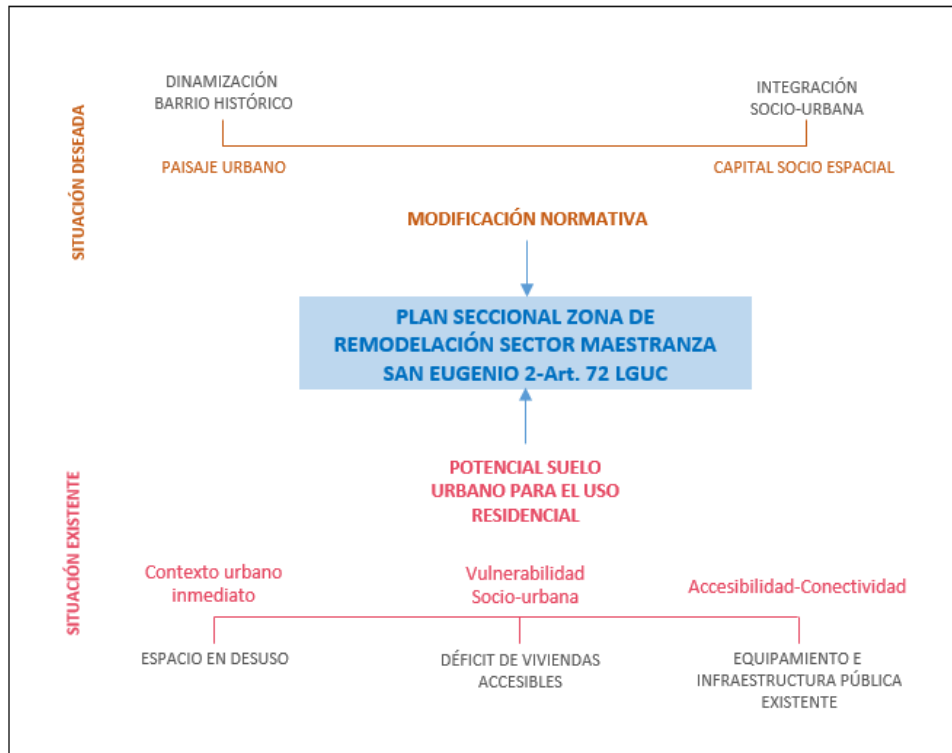 SITUACIÓN DESEADA
DINAMIZACIÓN
BARRIO HISTÓRICO
INTEGRACIÓN
SOCIO-URBANA
PAISAJE URBANO
CAPITAL SOCIO ESPACIAL
MODIFICACIÓN NORMATIVA
PLAN SECCIONAL ZONA DE
REMODELACIÓN SECTOR MAESTRANZA
SAN EUGENIO 2-Art. 72 LGUC
SITUACIÓN EXISTENTE
POTENCIAL SUELO
URBANO PARA EL USO
RESIDENCIAL
Contexto urbano
inmediato
Vulnerabilidad
Socio-urbana
Accesibilidad-Conectividad
ESPACIO EN DESUSO
DÉFICIT DE VIVIENDAS
ACCESIBLES
EQUIPAMIENTO E
INFRAESTRUCTURA PÚBLICA
EXISTENTE